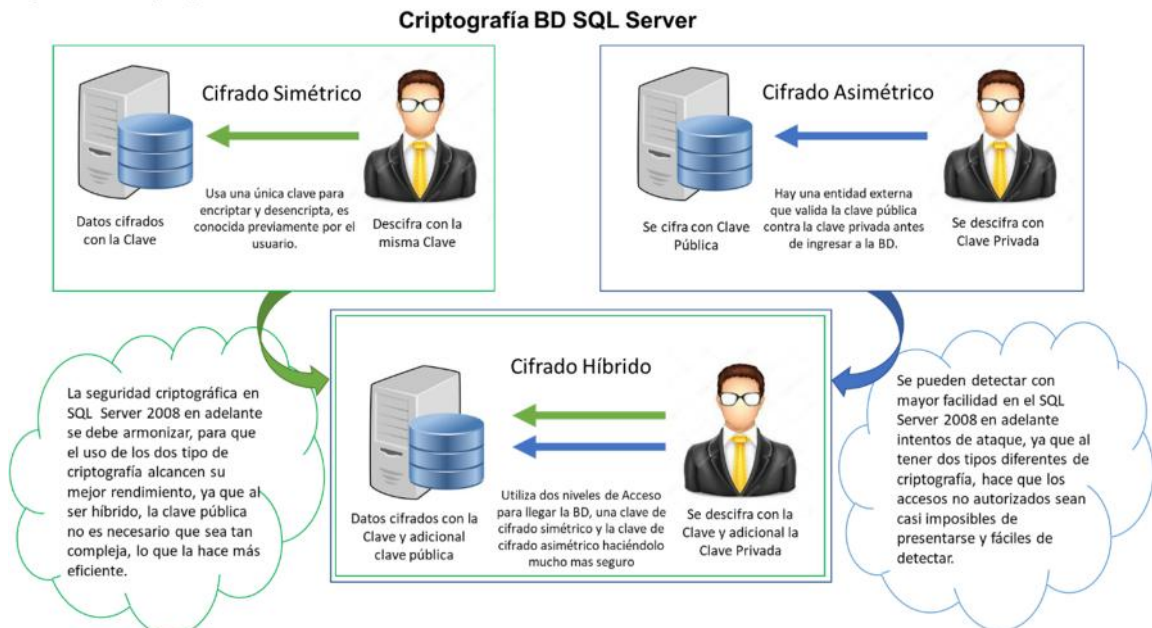 Criptografía BD SQL Server
Cifrado Simétrico
Usa una única clave para
encriptar y desencripta, es
conocida previamente por el
usuario.
Datos cifrados
con la Clave
Descifra con la
misma Clave
Cifrado Asimétrico
Hay una entidad externa
que valida la clave pública
contra la clave privada antes
de ingresar a la BD.
Se cifra con Clave
Pública
Se descifra con
Clave Privada
La seguridad criptográfica en
SQL Server 2008 en adelante
se debe armonizar, para que
el uso de los dos tipo de
criptografía alcancen su
mejor rendimiento, ya que al
ser híbrido, la clave pública
no es necesario que sea tan
compleja, lo que la hace más
eficiente.
Cifrado Híbrido
Utiliza dos niveles de Acceso
para llegar la BD, una clave de
cifrado simétrico y la clave de
cifrado asimétrico haciéndolo
mucho mas seguro
Datos cifrados con la
Clave y adicional
clave pública
Se descifra con la
Clave y adicional la
Clave Privada
Se pueden detectar con
mayor facilidad en el SQL
Server 2008 en adelante
intentos de ataque, ya que al
tener dos tipos diferentes de
criptografía, hace que los
accesos no autorizados sean
casi imposibles de
presentarse y fáciles de
detectar.